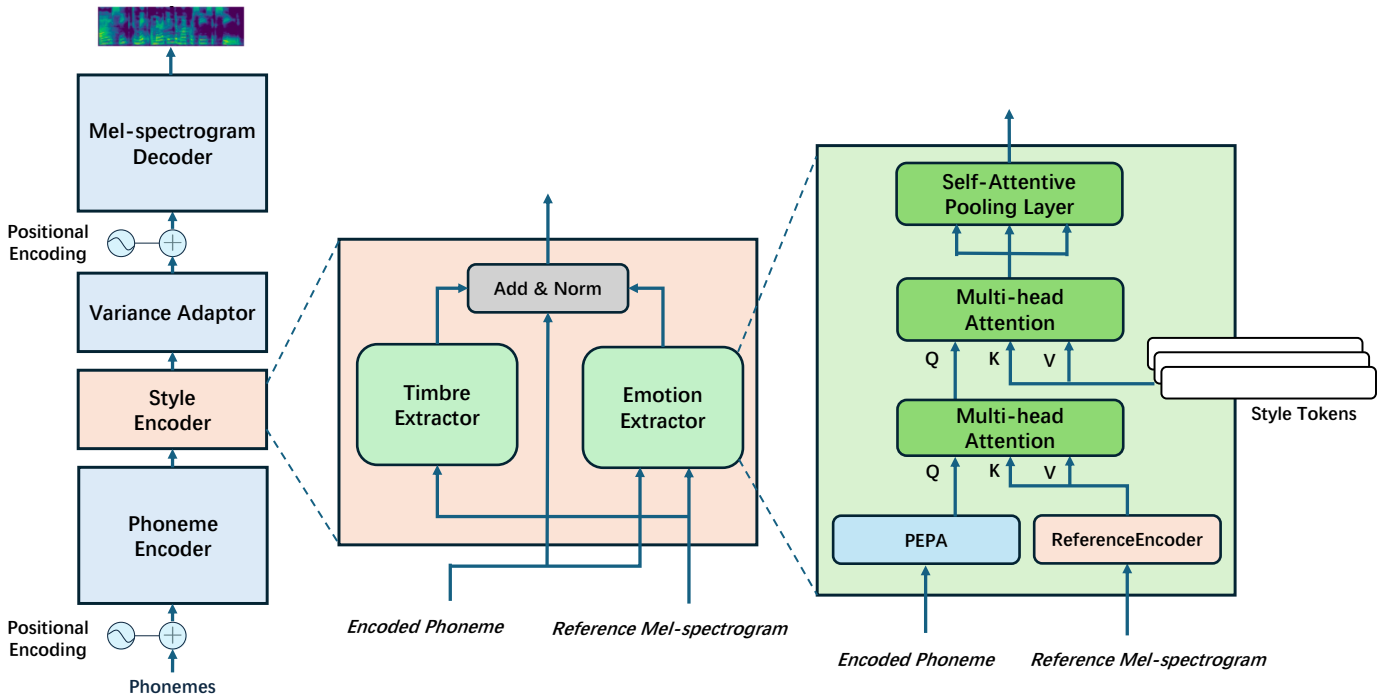 Mel-spectrogram
Decoder
Positional
Encoding
Variance Adaptor
Style
Encoder
Phoneme
Encoder
Positional
Encoding
Phonemes
Add & Norm
Timbre
Extractor
Emotion
Extractor
Encoded Phoneme
Reference Mel-spectrogram
Self-Attentive
Pooling Layer
Multi-head
Attention
Q
K
V
Style Tokens
Multi-head
Attention
Q
K
V
PEPA
ReferenceEncoder
Encoded Phoneme
Reference Mel-spectrogram